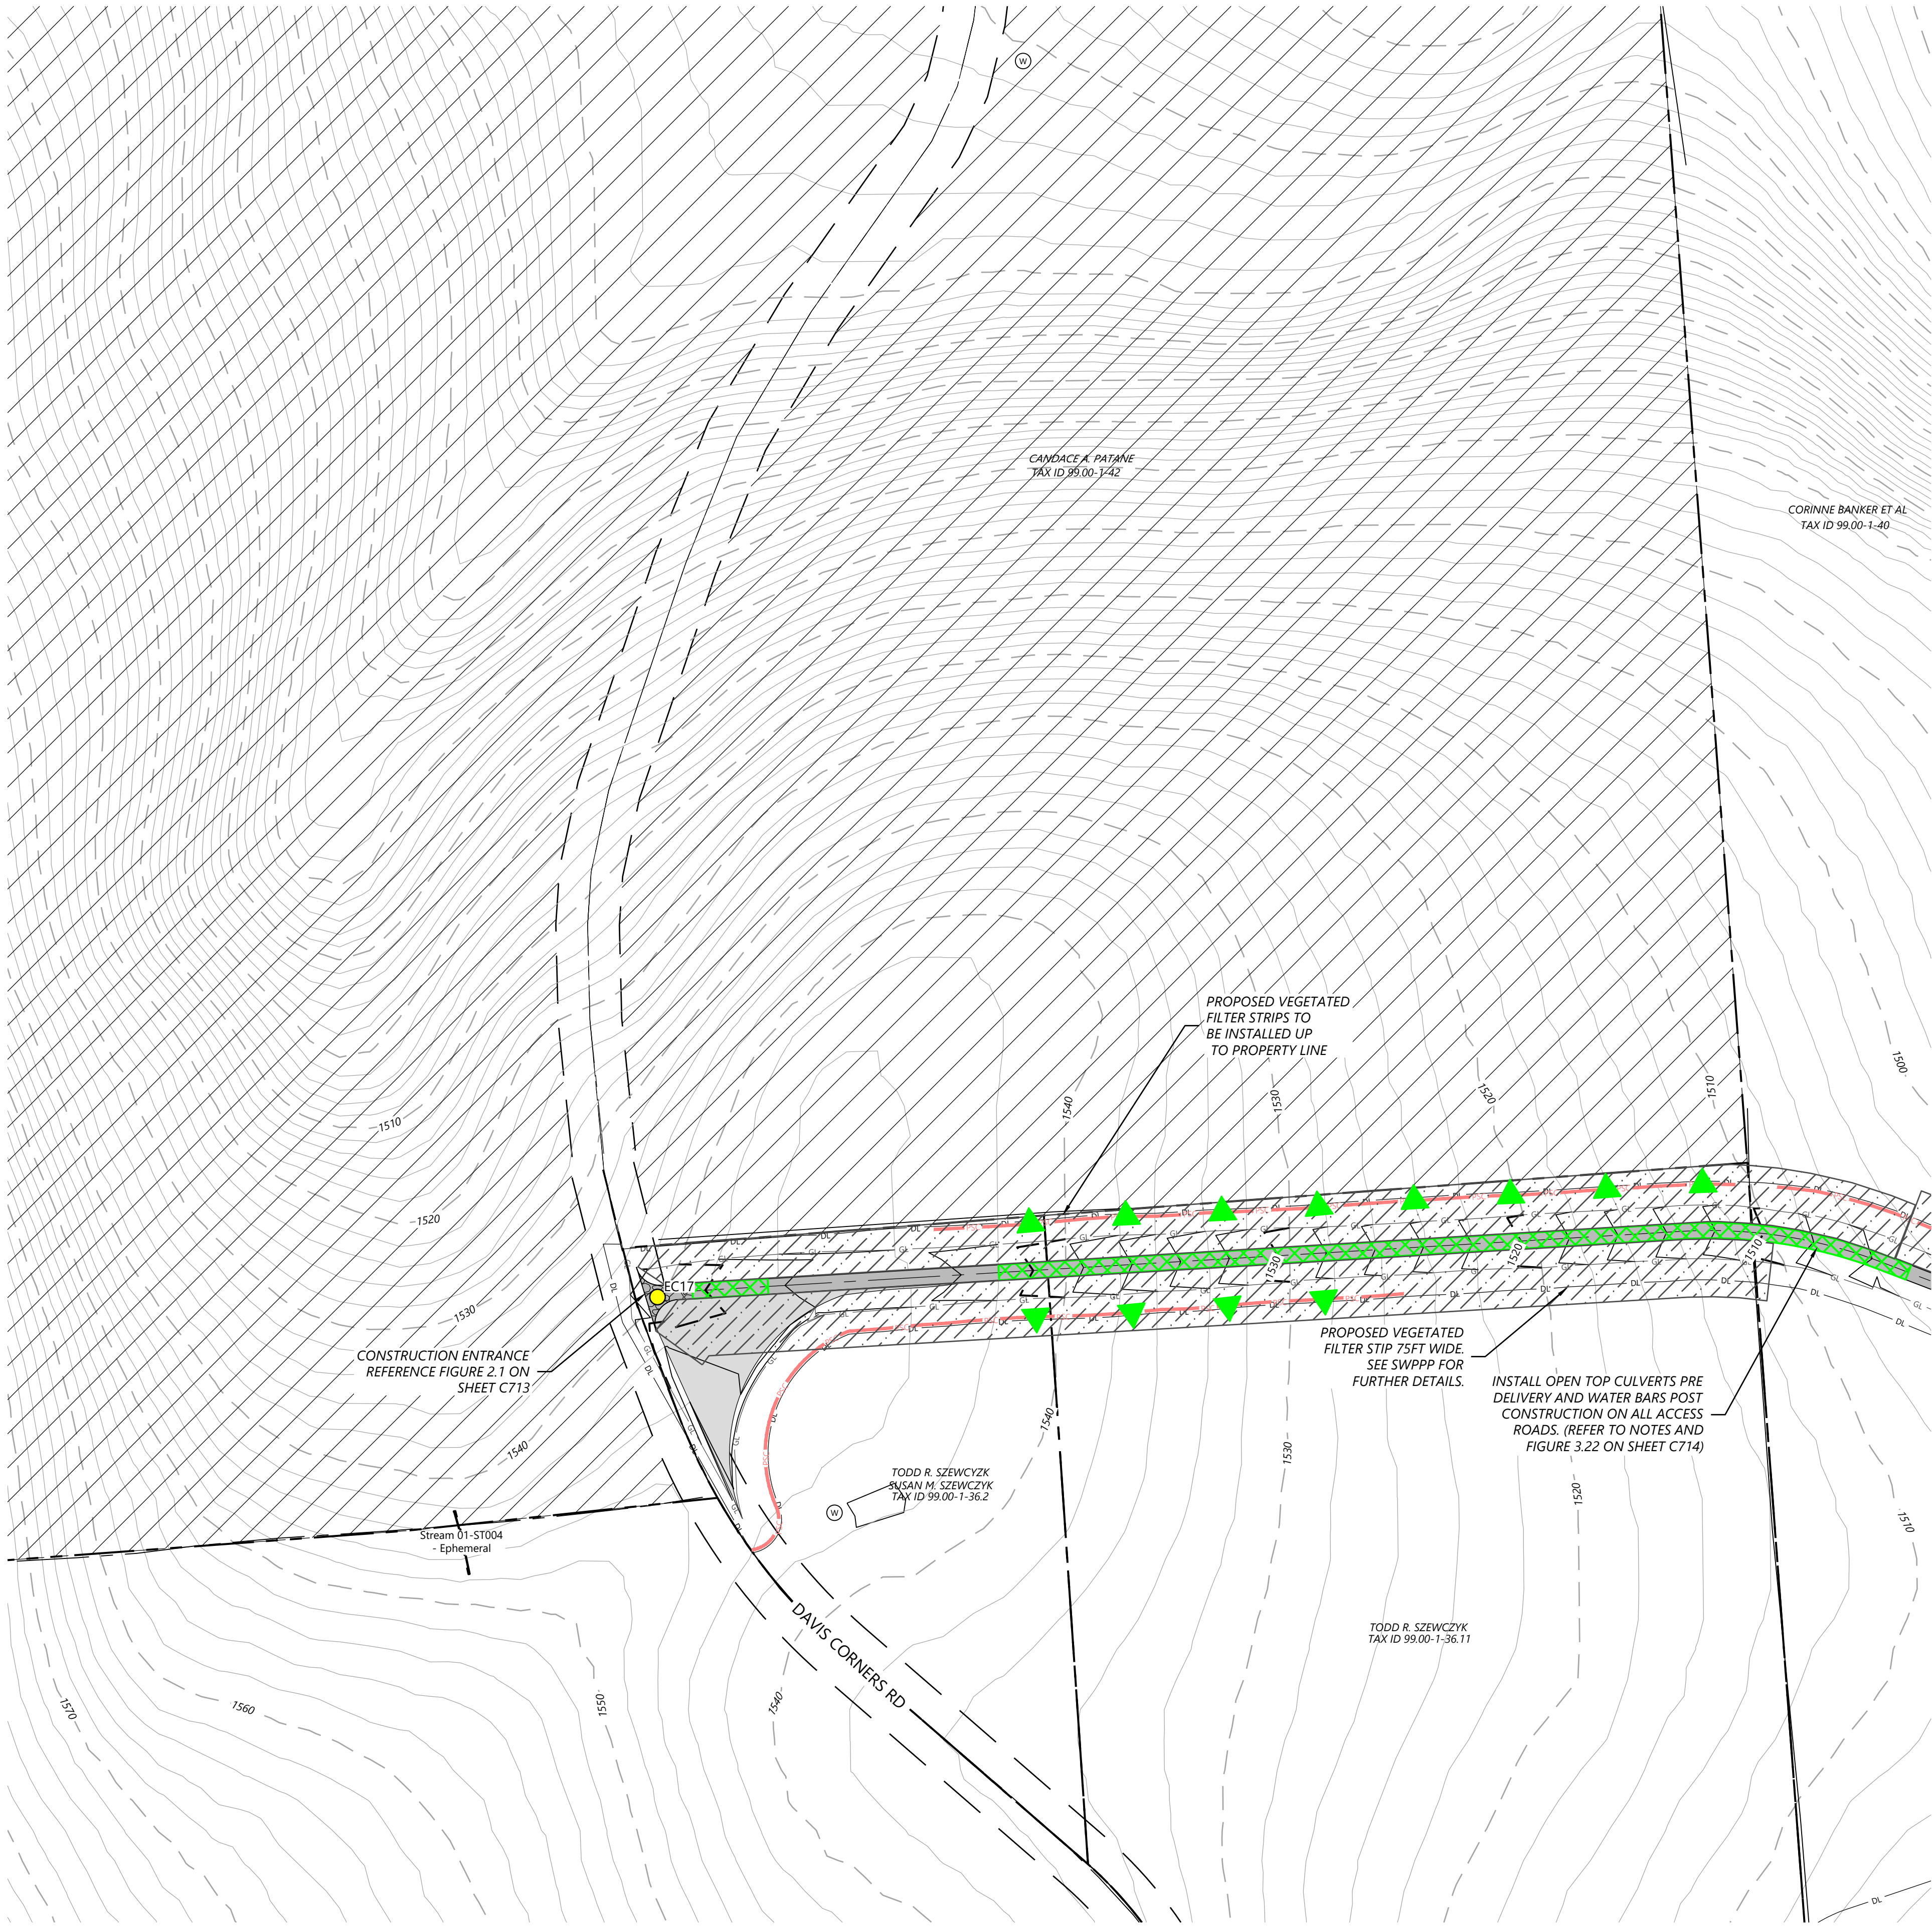 W
CANDACE A. PATANE
TAX ID 99.00-1-42
CORINNE BANKER ET AL
TAX ID 99.00-1-40
PROPOSED VEGETATED
FILTER STRIPS TO
BE INSTALLED UP
TO PROPERTY LINE
1500
1540
1530
1520
1510
1510
1520
1530
1540
EC17
CONSTRUCTION ENTRANCE
REFERENCE FIGURE 2.1 ON
SHEET C713
1530
1520
1510
PROPOSED VEGETATED
FILTER STIP 75FT WIDE.
SEE SWPPP FOR
FURTHER DETAILS.
INSTALL OPEN TOP CULVERTS PRE
DELIVERY AND WATER BARS POST
CONSTRUCTION ON ALL ACCESS
ROADS. (REFER TO NOTES AND
FIGURE 3.22 ON SHEET C714)
1540
1530
1520
1510
TODD R. SZEWCYZK
SUSAN M. SZEWCZYK
TAX ID 99.00-1-36.2
W
Stream 01-ST004
- Ephemeral
DAVIS CORNERS RD
TODD R. SZEWCZYK
TAX ID 99.00-1-36.11
1570
1560
1550
1540
DL